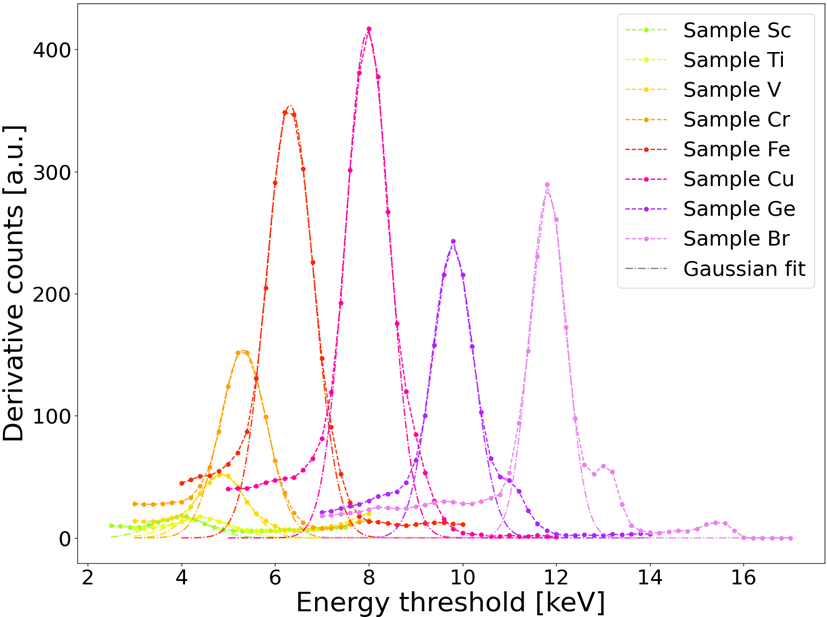 Derivative counts [a.u.]
400
300
200
100
0
2 4 6 8 10 12 14 16
Energy threshold [keV]
Sample Sc
Sample Ti
Sample V
Sample Cr
Sample Fe
Sample Cu
Sample Ge
Sample Br
Gaussian fit